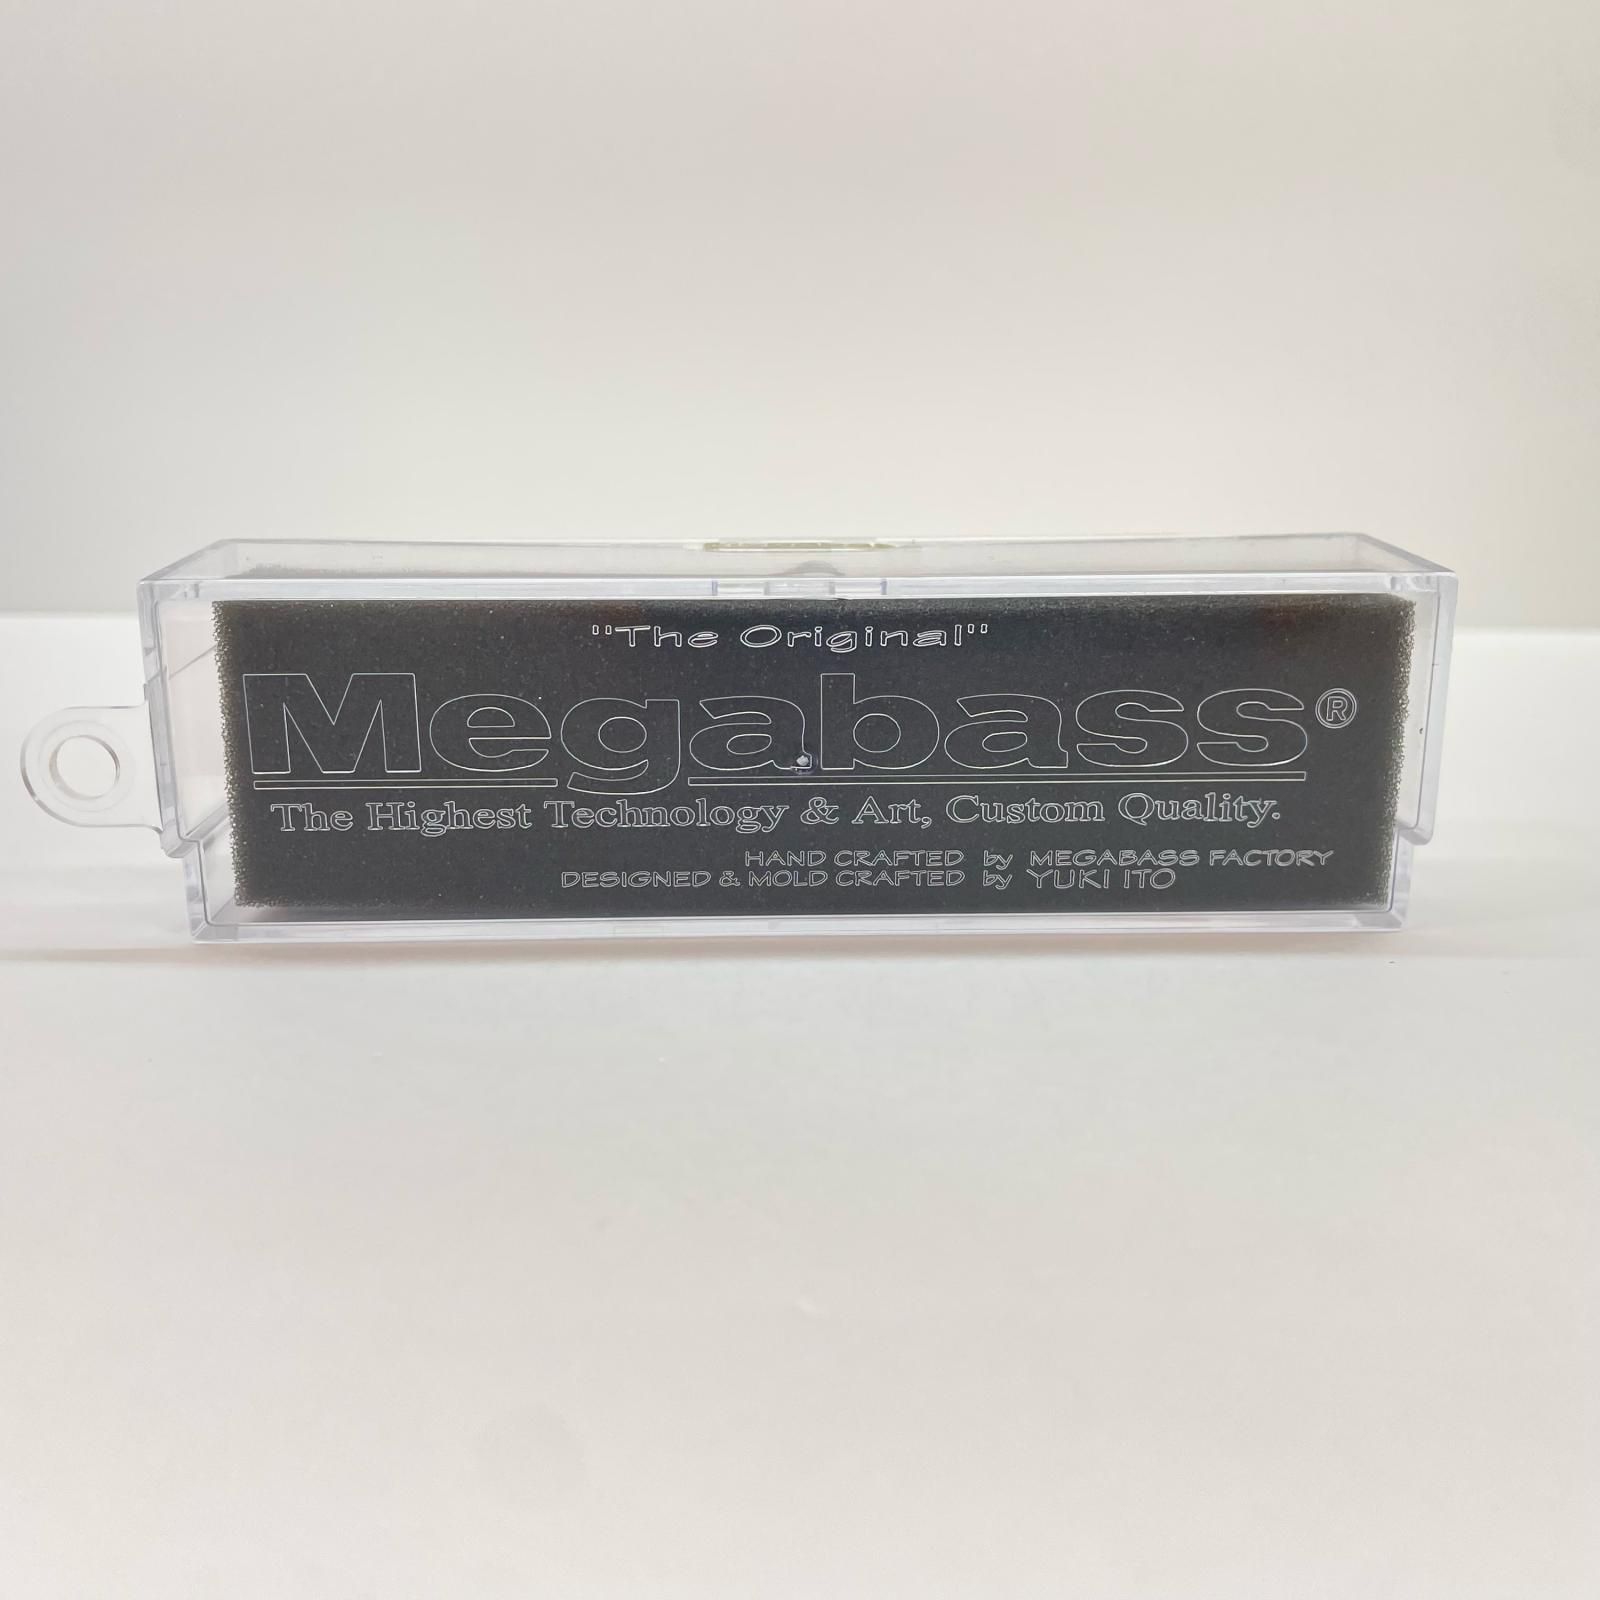 "The Original"
Megabass®
The Highest Technology & Art, Custom Quality.
HAND CRAFTED by MEGABASS FACTORY
DESIGNED & MOLD CRAFTED by YUKI ITO